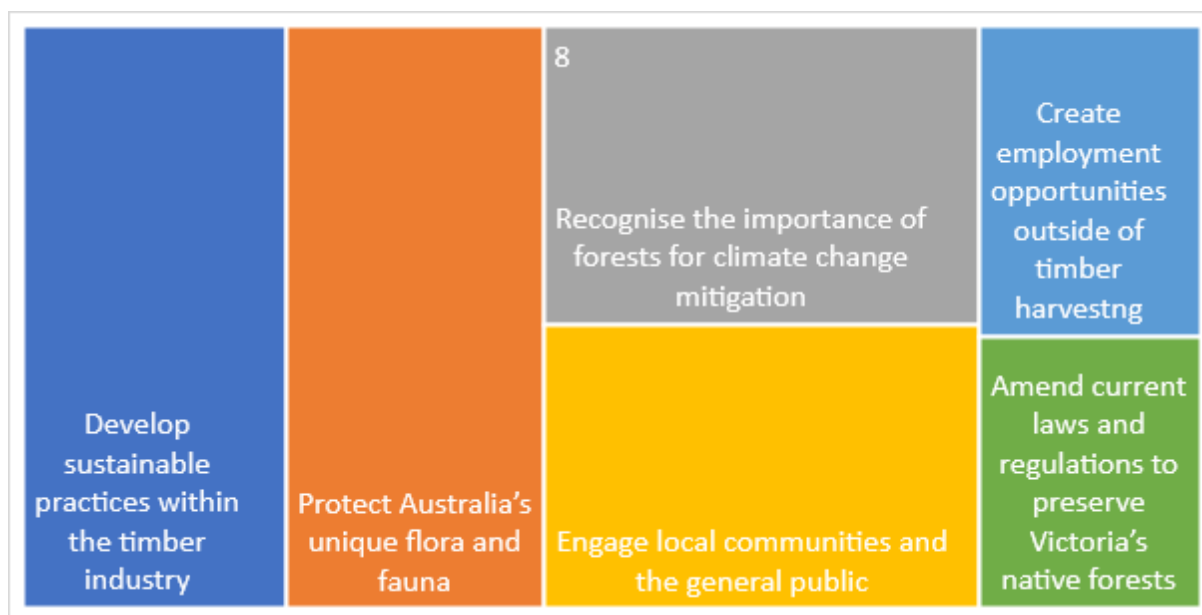 Develop
sustainable
practices within
the timber
industry
Protect Australia's
unique flora and
fauna
8
Recognise the importance of
forests for climate change
mitigation
Engage local communities and
the general public
Create
employment
opportunities
outside of
timber
harvestng
Amend current
laws and
regulations to
preserve
Victoria's
native forests